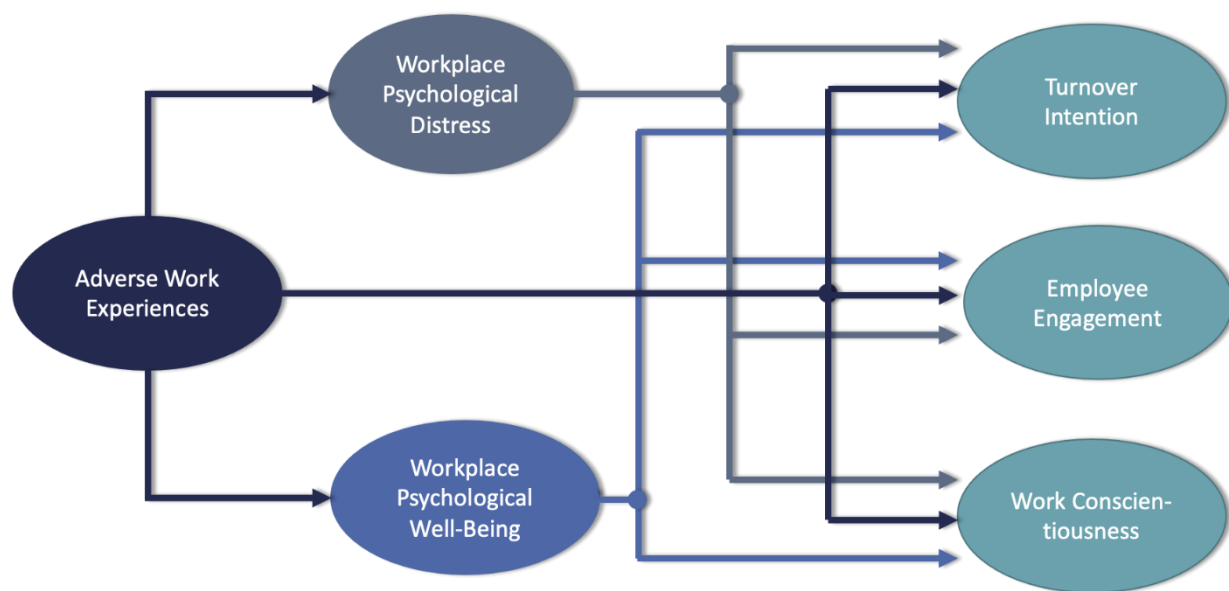 Workplace
Psychological
Distress
Turnover
Intention
Adverse Work
Experiences
Employee
Engagement
Workplace
Psychological
Well-Being
Work Conscien-
tiousness